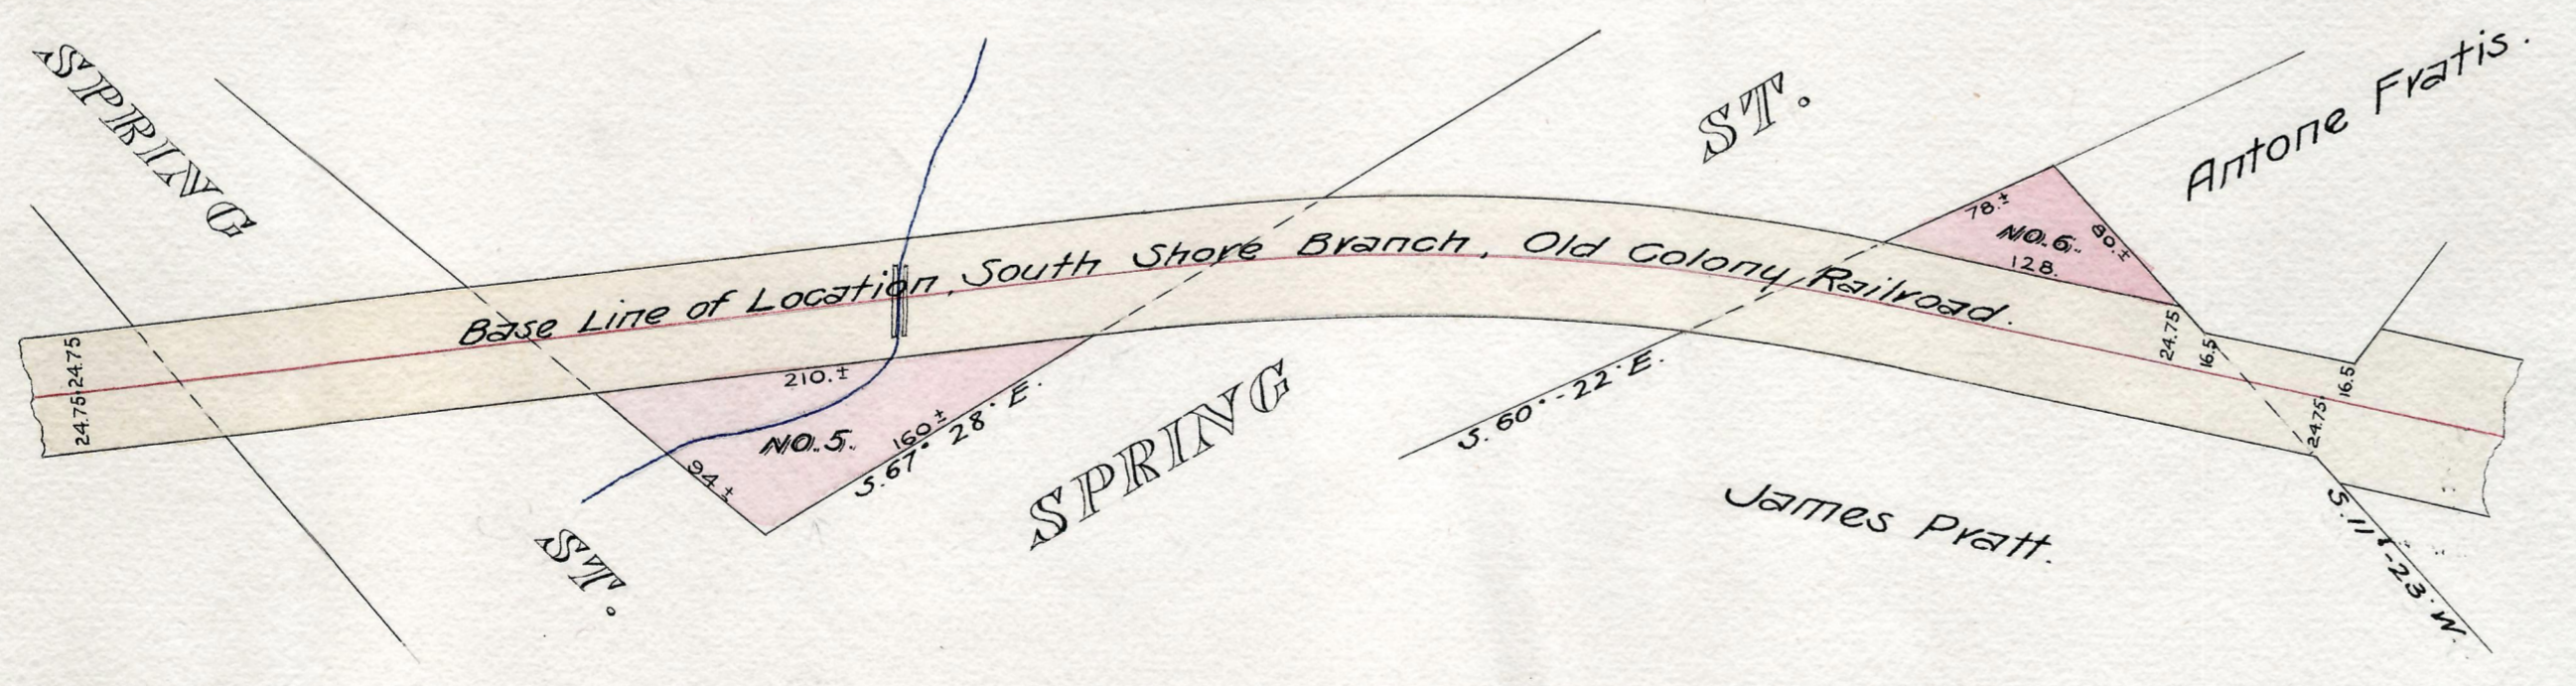 SPRING
ST.
Antone Fratis.
78.±
NO. 6.
80.±
128.
Base Line of Location, South Shore Branch, Old Colony Railroad.
24.75
24.75
24.75
16.5
16.5
24.75
210.±
NO. 5.
160±
94±
S. 67° 28' E.
SPRING
S. 60°-22' E.
James Pratt.
ST.
S. 11°-23' W.